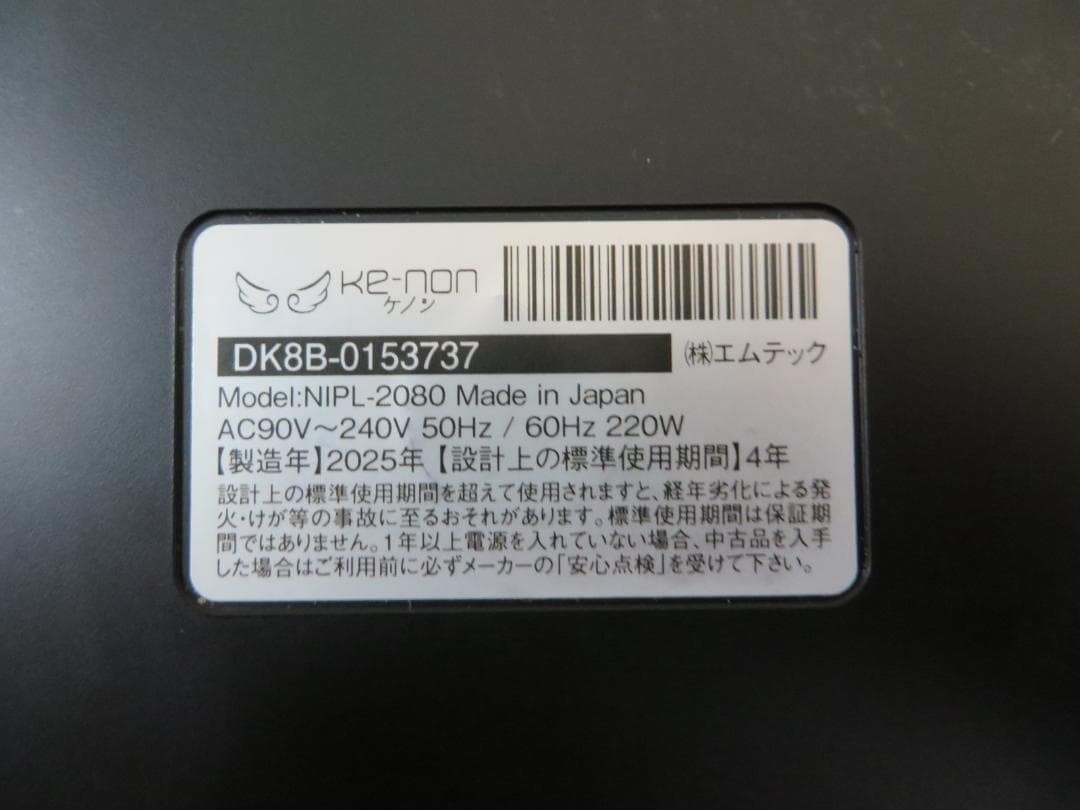 Ke-non
ケノン
DK8B-0153737
㈱エムテック
Model:NIPL-2080 Made in Japan
AC90V～240V 50Hz / 60Hz 220W
【製造年】2025年【設計上の標準使用期間】4年
設計上の標準使用期間を超えて使用されますと、経年劣化による発
火・けが等の事故に至るおそれがあります。標準使用期間は保証期
間ではありません。1年以上電源を入れていない場合、中古品を入手
した場合はご利用前に必ずメーカーの「安心点検」を受けて下さい。